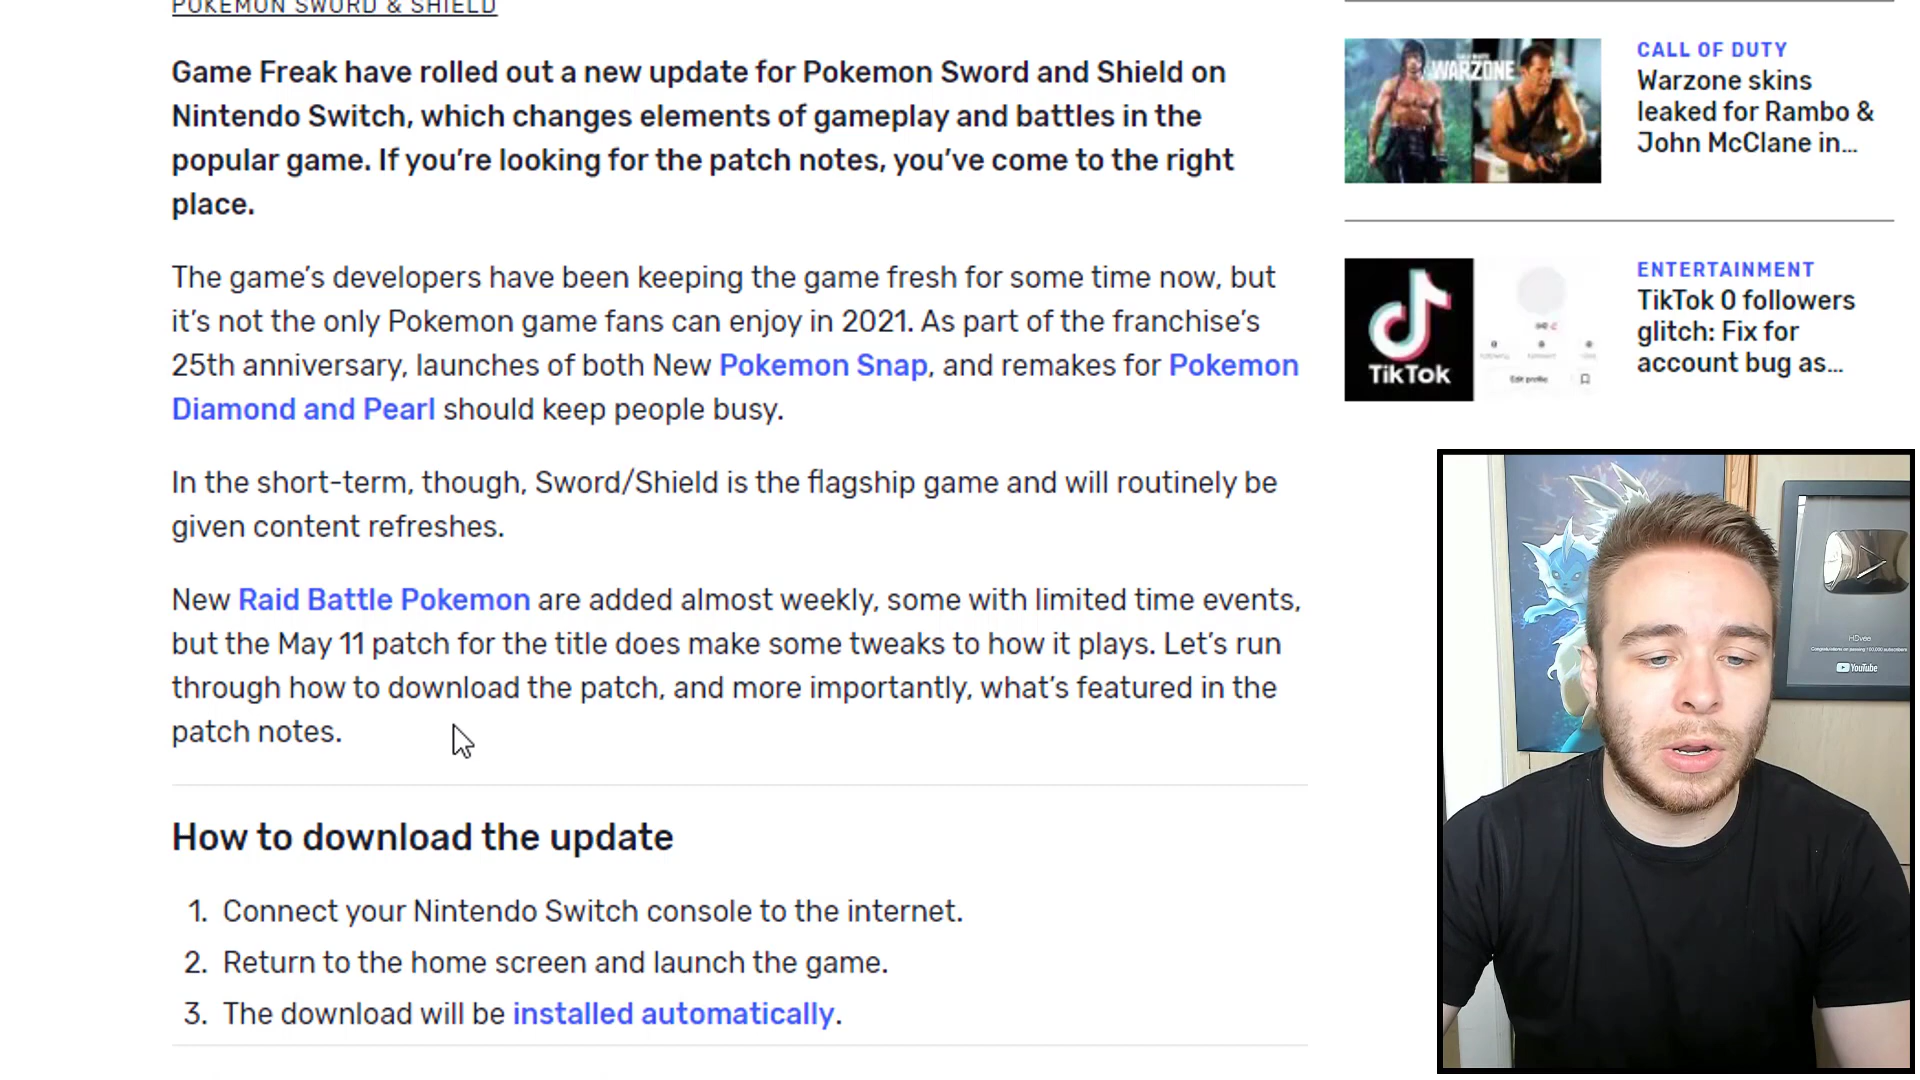 POKEMON SWORD & SHIELD
Game Freak have rolled out a new update for Pokemon Sword and Shield on
Nintendo Switch, which changes elements of gameplay and battles in the
popular game. If you’re looking for the patch notes, you’ve come to the right
place.
The game’s developers have been keeping the game fresh for some time now, but
it’s not the only Pokemon game fans can enjoy in 2021. As part of the franchise’s
25th anniversary, launches of both New Pokemon Snap, and remakes for Pokemon
Diamond and Pearl should keep people busy.
In the short-term, though, Sword/Shield is the flagship game and will routinely be
given content refreshes.
New Raid Battle Pokemon are added almost weekly, some with limited time events,
but the May 11 patch for the title does make some tweaks to how it plays. Let’s run
through how to download the patch, and more importantly, what’s featured in the
patch notes.
How to download the update
1. Connect your Nintendo Switch console to the internet.
2. Return to the home screen and launch the game.
3. The download will be installed automatically.
WARZONE
CALL OF DUTY
Warzone skins
leaked for Rambo &
John McClane in...
TikTok
Edit profile
ENTERTAINMENT
TikTok 0 followers
glitch: Fix for
account bug as...
HDvee
YouTube